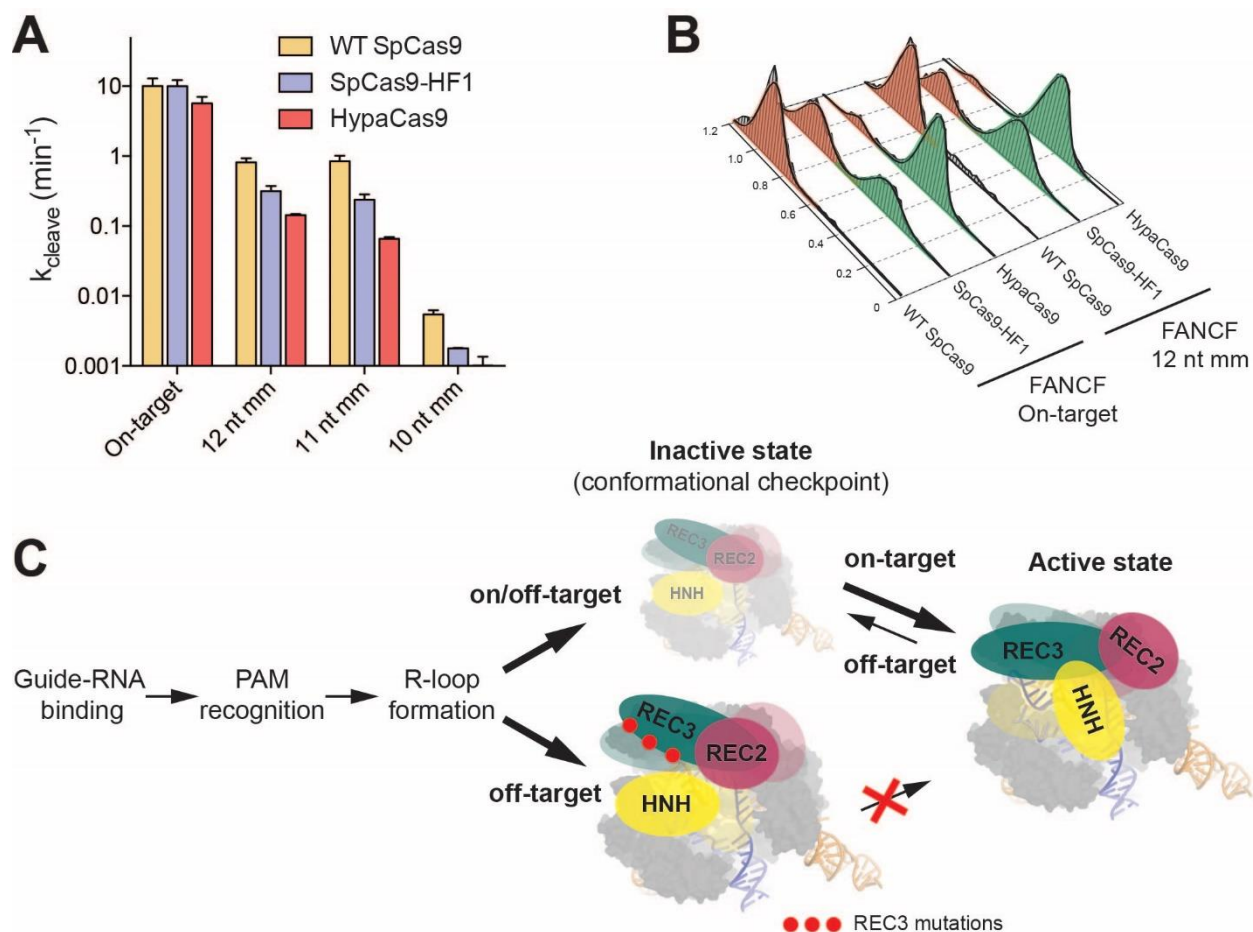 A
WT SpCas9
SpCas9-HF1
HypaCas9
k_cleave (min⁻¹)
10
1
0.1
0.01
0.001
On-target
12 nt mm
11 nt mm
10 nt mm
B
1.2
1.0
0.8
0.6
0.4
0.2
0
WT SpCas9
SpCas9-HF1
HypaCas9
WT SpCas9
SpCas9-HF1
HypaCas9
FANCF
On-target
FANCF
12 nt mm
C
Inactive state
(conformational checkpoint)
Guide-RNA
binding
PAM
recognition
R-loop
formation
on/off-target
off-target
REC3
REC2
HNH
REC3
REC2
HNH
on-target
off-target
Active state
REC3
REC2
HNH
REC3 mutations